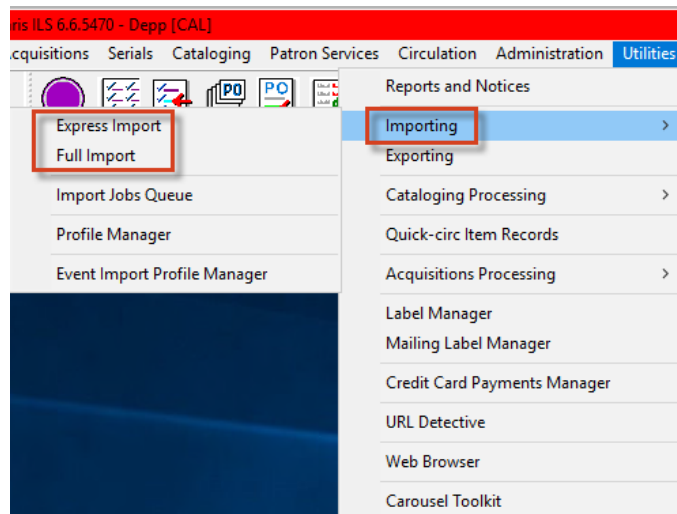 ris ILS 6.6.5470 - Depp [CAL]
cquisitions Serials Cataloging Patron Services Circulation Administration Utilities
PO PO
Reports and Notices
Express Import
Importing >
Full Import
Exporting
Import Jobs Queue
Cataloging Processing >
Profile Manager
Quick-circ Item Records
Event Import Profile Manager
Acquisitions Processing >
Label Manager
Mailing Label Manager
Credit Card Payments Manager
URL Detective
Web Browser
Carousel Toolkit